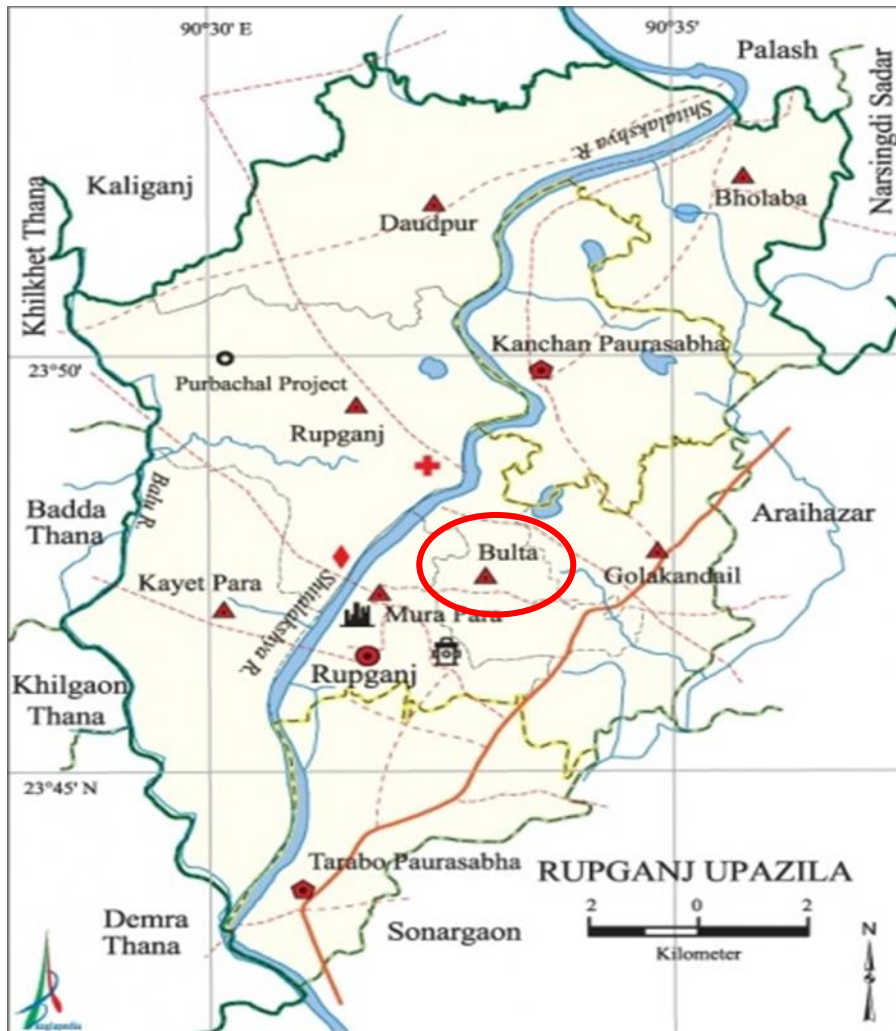 90°30' E
90°35'
Palash
Narsingdi Sadar
Shitalakshya R.
Kaliganj
Bholaba
Daudpur
Khilkhet Thana
Kanchan Paurasabha
23°50'
Purbachal Project
Rupganj
Balu R.
Badda
Thana
Araihazar
Bulta
Golakandail
Kayet Para
Shitalakshya R.
Mura Para
Rupganj
Khilgaon
Thana
23°45' N
Tarabo Paurasabha
RUPGANJ UPAZILA
Demra
Thana
Sonargaon
2 0 2
Kilometer
N